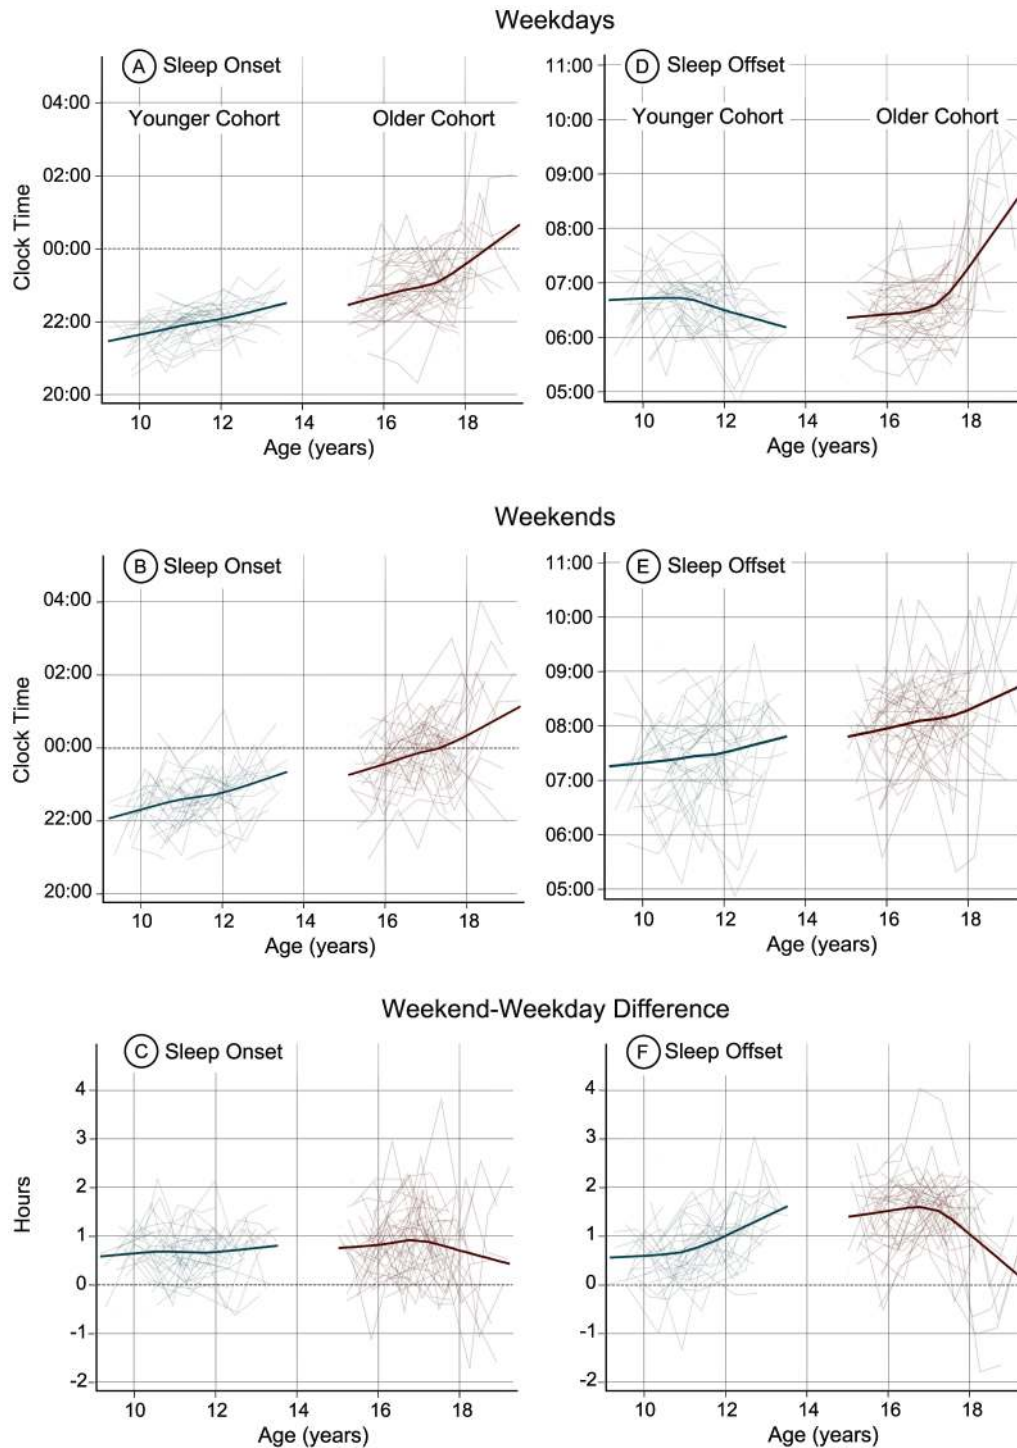 Weekdays
A Sleep Onset
Younger Cohort Older Cohort
04:00
02:00
00:00
22:00
20:00
Clock Time
10 12 14 16 18
Age (years)
D Sleep Offset
Younger Cohort Older Cohort
11:00
10:00
09:00
08:00
07:00
06:00
05:00
10 12 14 16 18
Age (years)
Weekends
B Sleep Onset
04:00
02:00
00:00
22:00
20:00
Clock Time
10 12 14 16 18
Age (years)
E Sleep Offset
11:00
10:00
09:00
08:00
07:00
06:00
05:00
10 12 14 16 18
Age (years)
Weekend-Weekday Difference
C Sleep Onset
4
3
2
1
0
-1
-2
Hours
10 12 14 16 18
Age (years)
F Sleep Offset
4
3
2
1
0
-1
-2
10 12 14 16 18
Age (years)